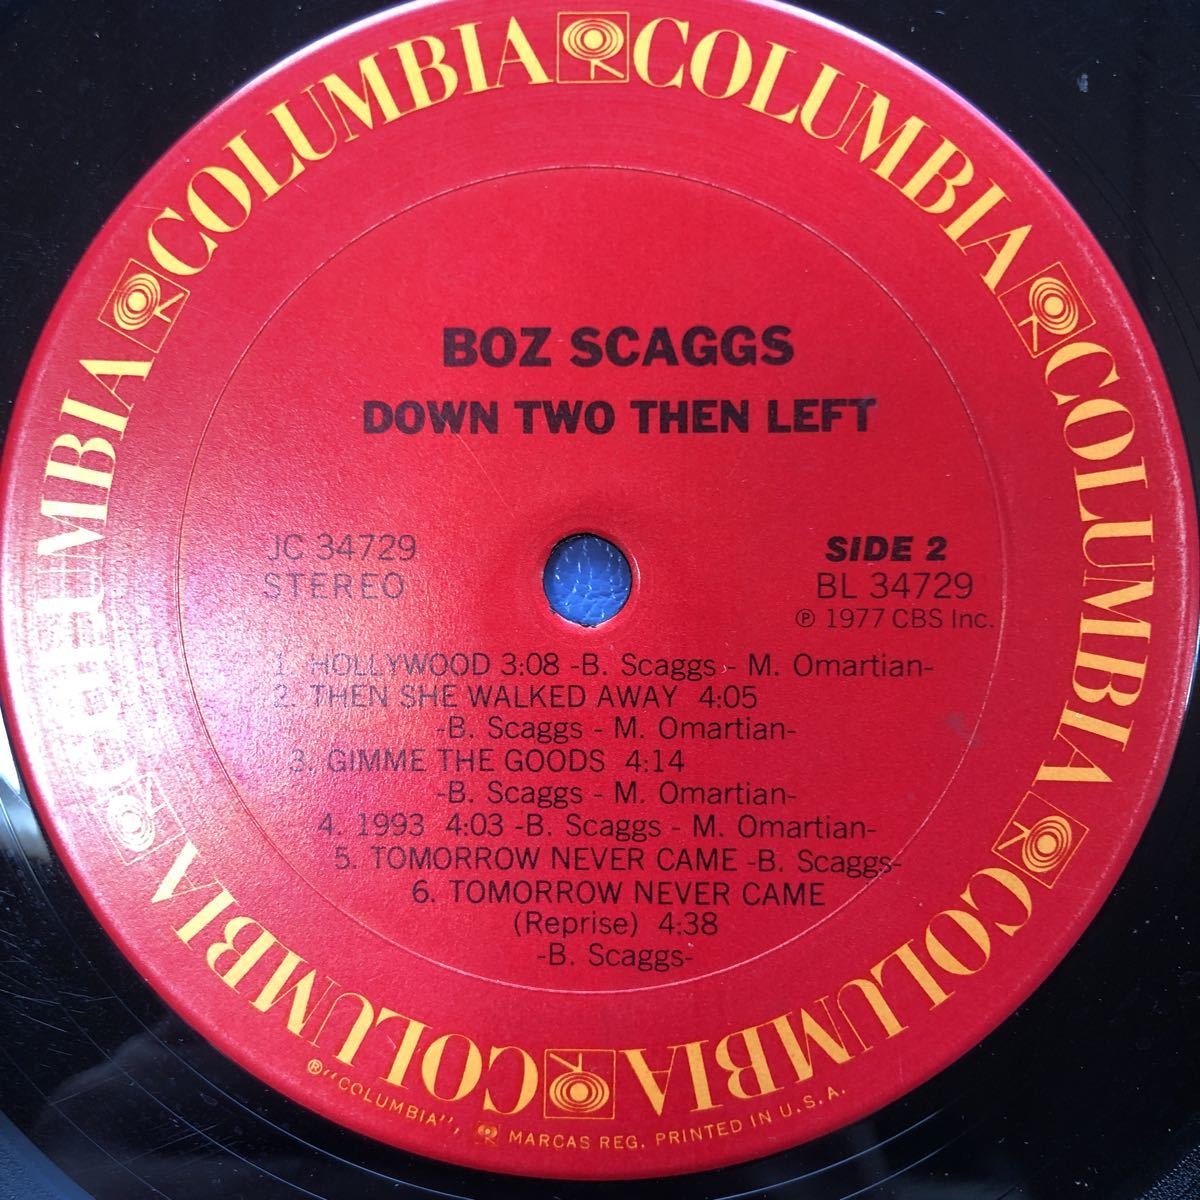 COLUMBIA COLUMBIA COLUMBIA COLUMBIA COLUMBIA COLUMBIA COLUMBIA
BOZ SCAGGS
DOWN TWO THEN LEFT
JC 34729
STEREO
SIDE 2
BL 34729
Ⓟ 1977 CBS Inc.
1. HOLLYWOOD 3:08 -B. Scaggs - M. Omartian-
2. THEN SHE WALKED AWAY 4:05
-B. Scaggs - M. Omartian-
3. GIMME THE GOODS 4:14
-B. Scaggs - M. Omartian-
4. 1993 4:03 -B. Scaggs - M. Omartian-
5. TOMORROW NEVER CAME -B. Scaggs-
6. TOMORROW NEVER CAME
(Reprise) 4:38
-B. Scaggs-
® "COLUMBIA", MARCAS REG. PRINTED IN U.S.A.